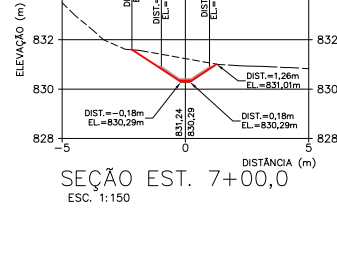 ELEVAÇÃO (m)
DIST.
EL.=
832
832
DIST.=1,26m
EL.=831,01m
830
830
DIST.=-0,18m
EL.=830,29m
831,24
830,29
DIST.=0,18m
EL.=830,29m
828
828
-5
0
5
DISTÂNCIA (m)
SEÇÃO EST. 7+00,0
ESC. 1:150